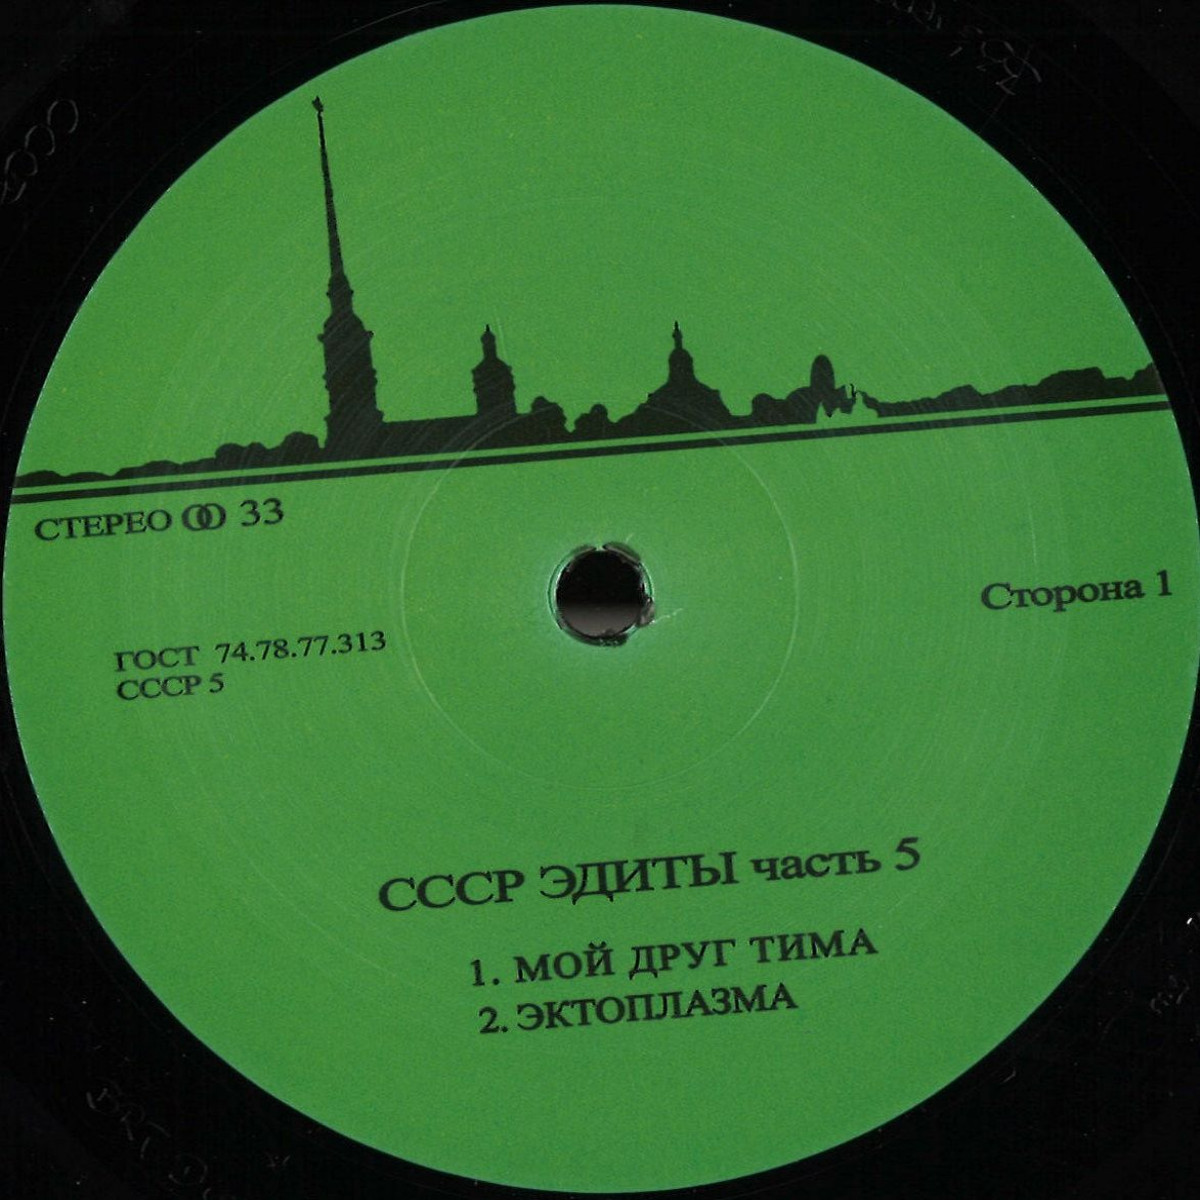 СТЕРЕО 33
Сторона 1
ГОСТ 74.78.77.313
СССР 5
СССР ЭДИТЫ часть 5
1. МОЙ ДРУГ ТИМА
2. ЭКТОПЛАЗМА